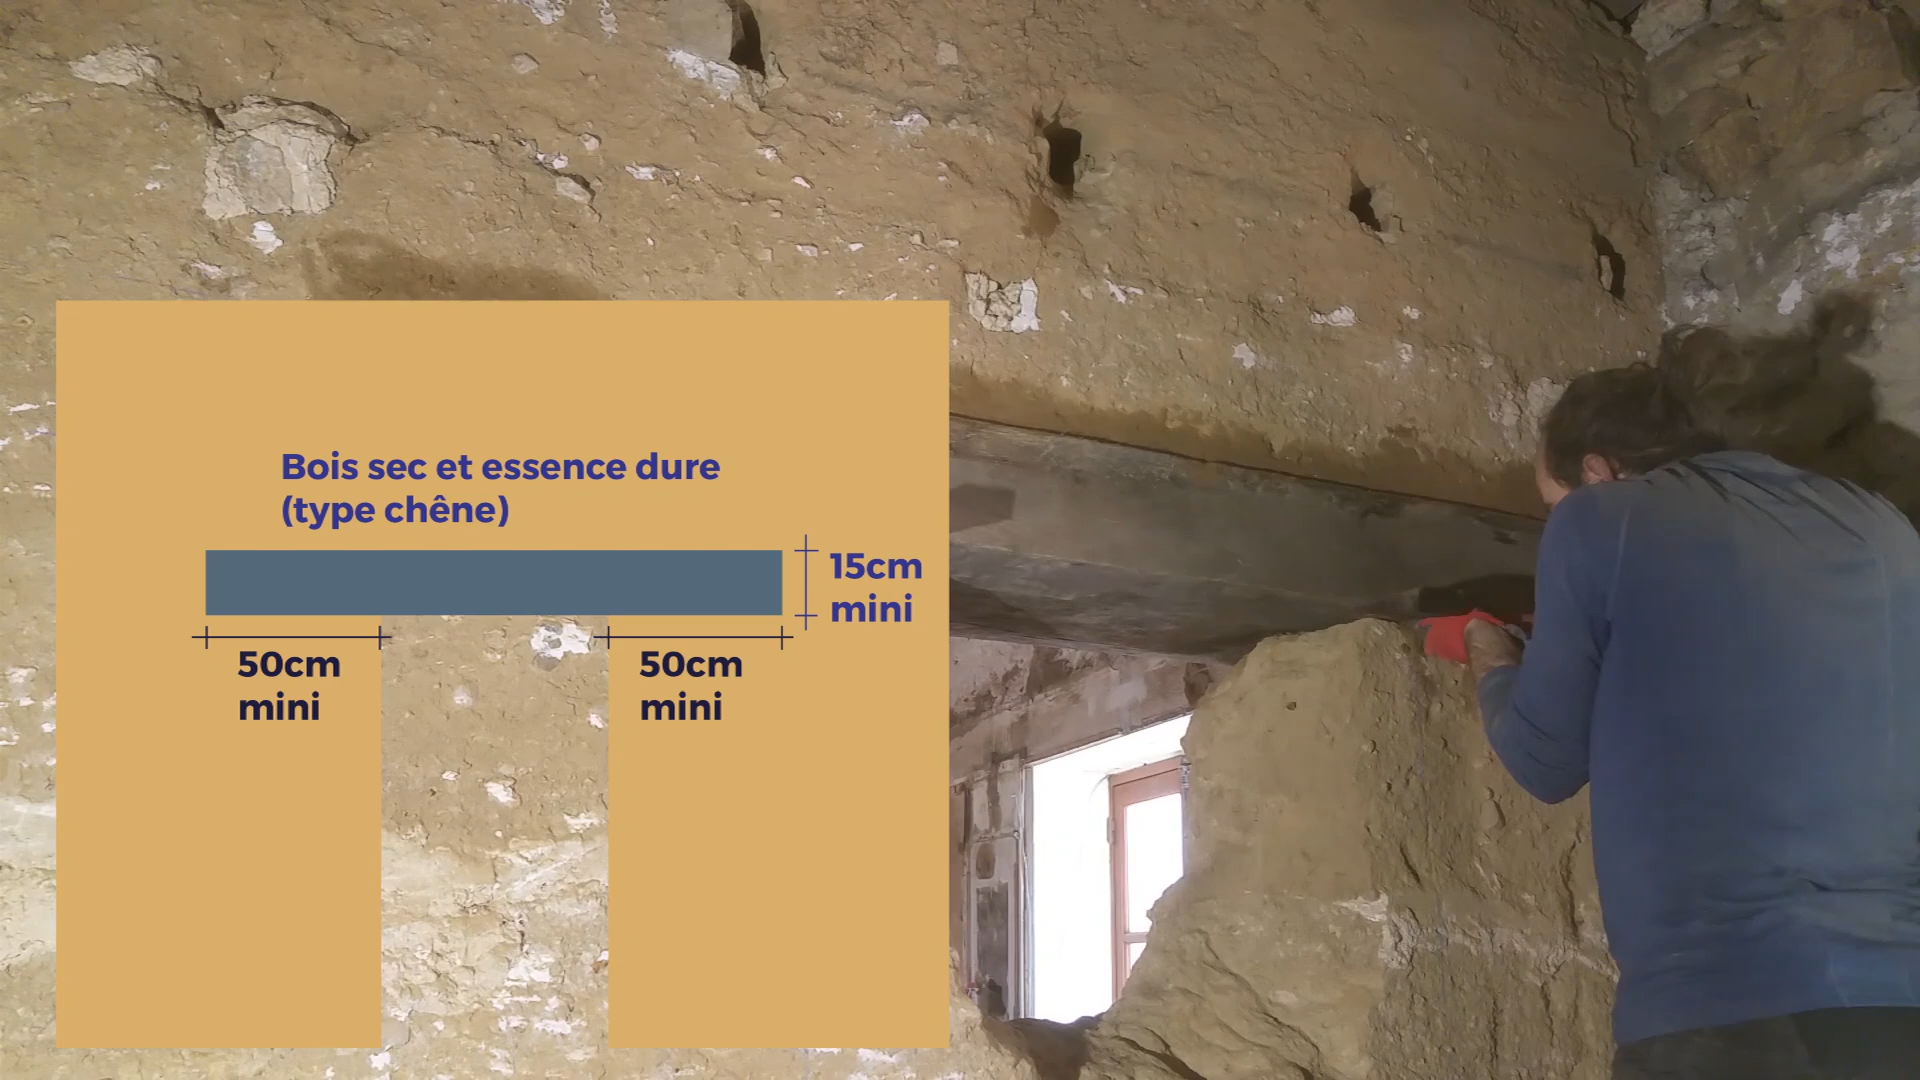 Bois sec et essence dure
(type chêne)
15cm
mini
50cm
mini
50cm
mini